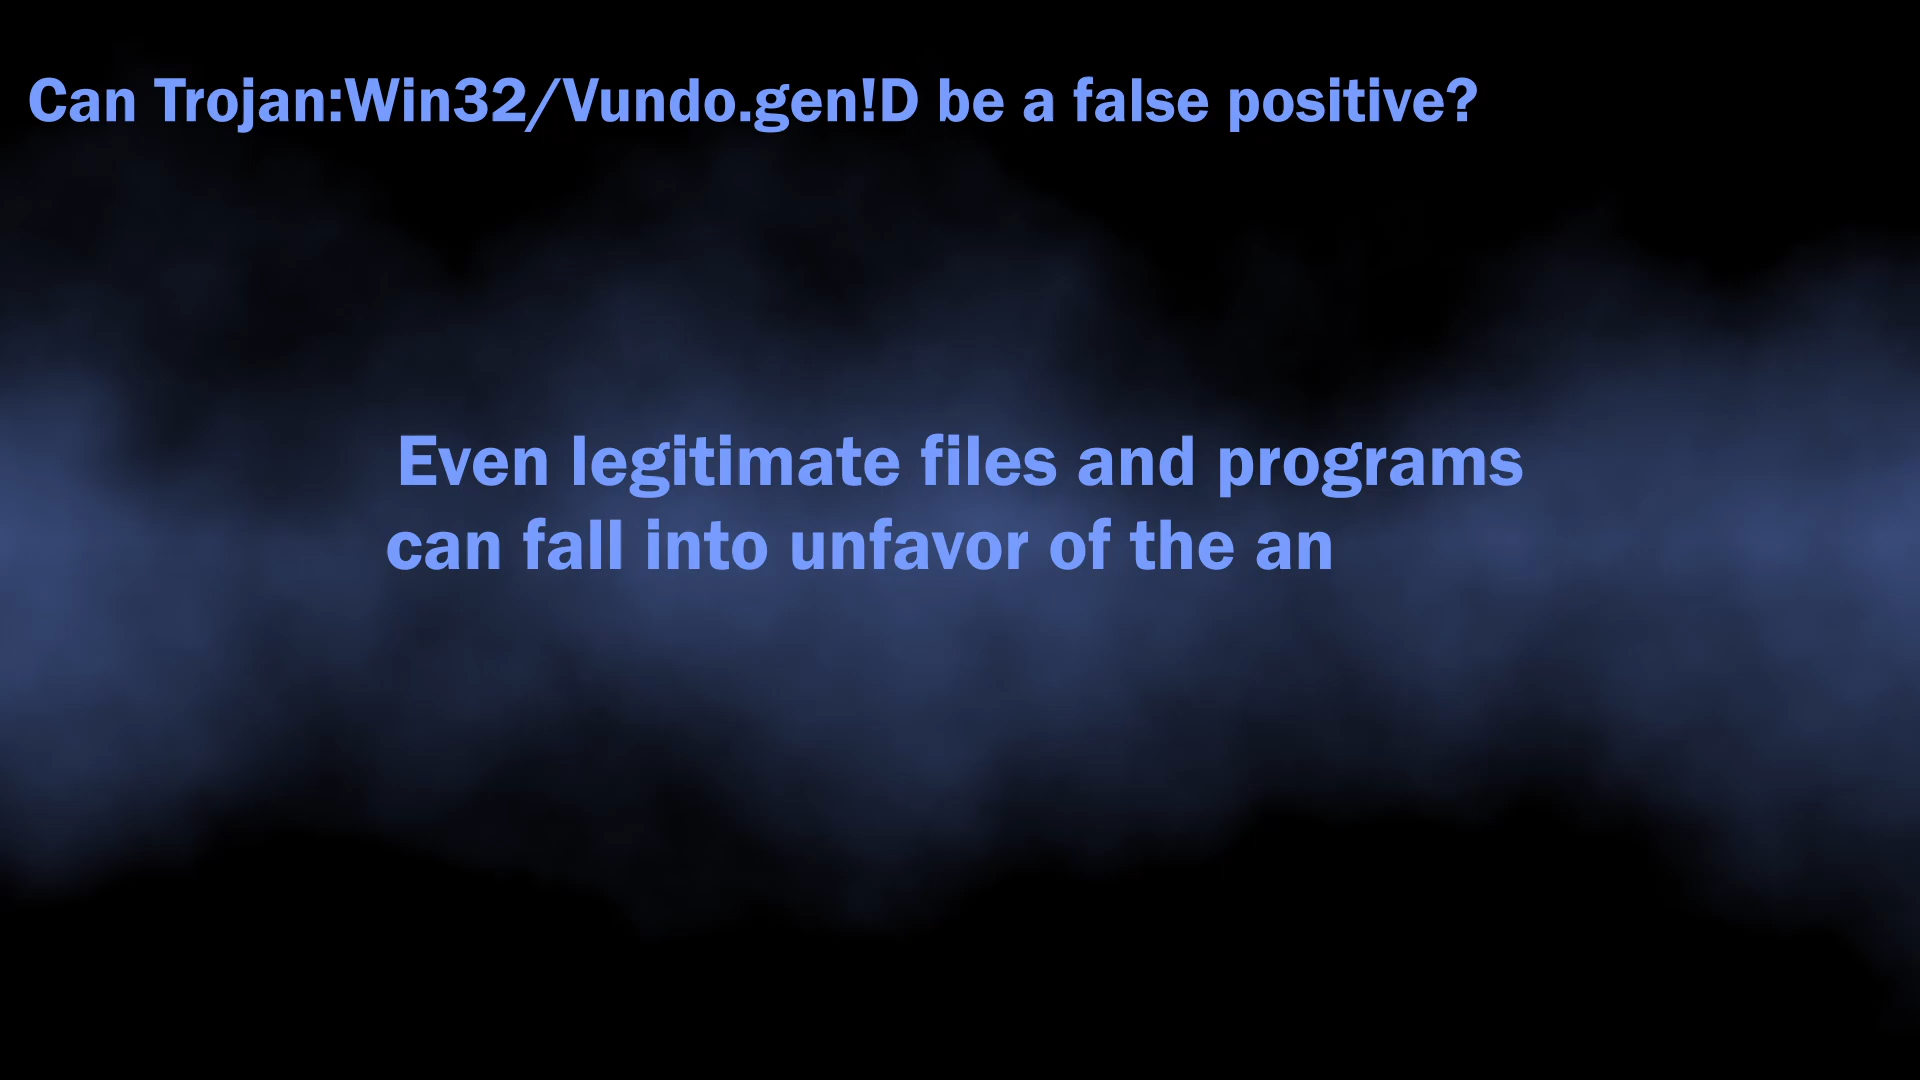 Can Trojan:Win32/Vundo.gen!D be a false positive?
Even legitimate files and programs
can fall into unfavor of the an